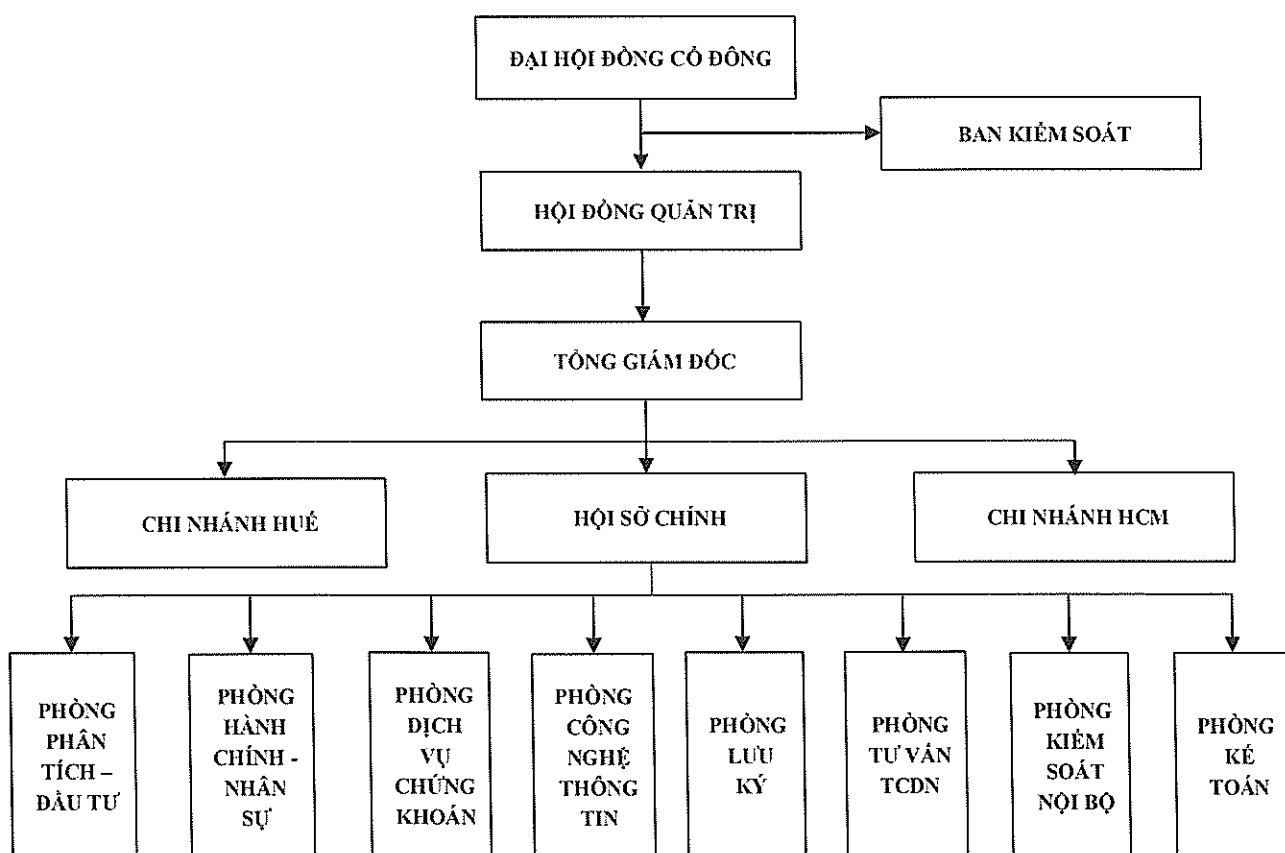 ĐẠI HỘI ĐỒNG CỔ ĐÔNG
BAN KIỂM SOÁT
HỘI ĐỒNG QUẢN TRỊ
TỔNG GIÁM ĐỐC
CHI NHÁNH HUẾ
HỘI SỞ CHÍNH
CHI NHÁNH HCM
PHÒNG
PHÂN
TÍCH –
ĐẦU TƯ
PHÒNG
HÀNH
CHÍNH -
NHÂN
SỰ
PHÒNG
DỊCH
VỤ
CHỨNG
KHOÁN
PHÒNG
CÔNG
NGHỆ
THÔNG
TIN
PHÒNG
LƯU
KÝ
PHÒNG
TƯ VẤN
TCDN
PHÒNG
KIỂM
SOÁT
NỘI BỘ
PHÒNG
KẾ
TOÁN